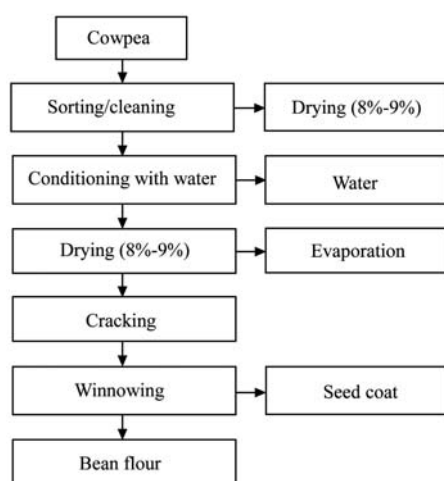 Cowpea
Sorting/cleaning
Drying (8%-9%)
Conditioning with water
Water
Drying (8%-9%)
Evaporation
Cracking
Winnowing
Seed coat
Bean flour